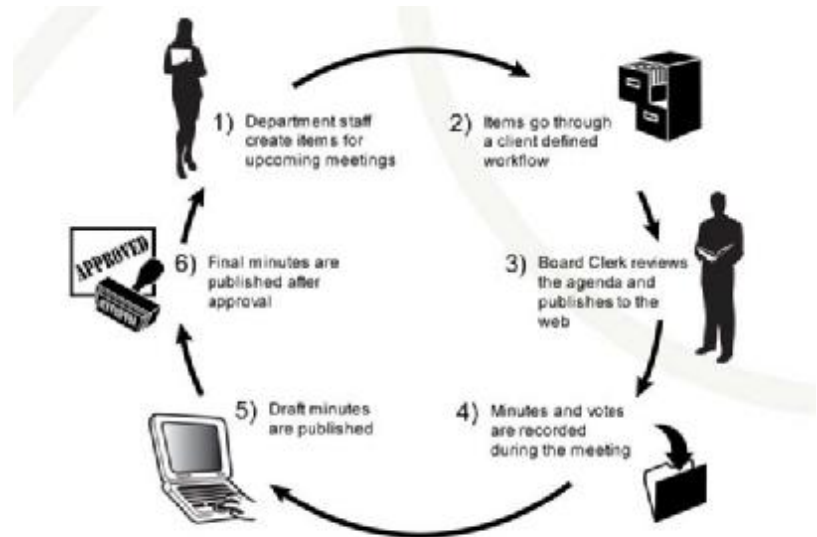 1) Department staff
create items for
upcoming meetings
2) Items go through
a client defined
workflow
3) Board Clerk reviews
the agenda and
publishes to the
web
4) Minutes and votes
are recorded
during the meeting
5) Draft minutes
are published
6) Final minutes are
published after
approval
APPROVED